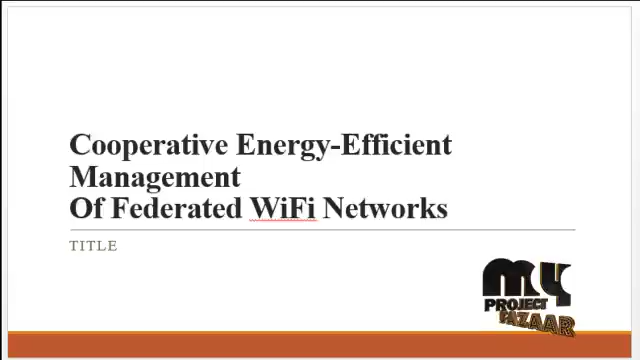 Cooperative Energy-Efficient
Management
Of Federated WiFi Networks
TITLE
my
PROJECT
BAZAAR